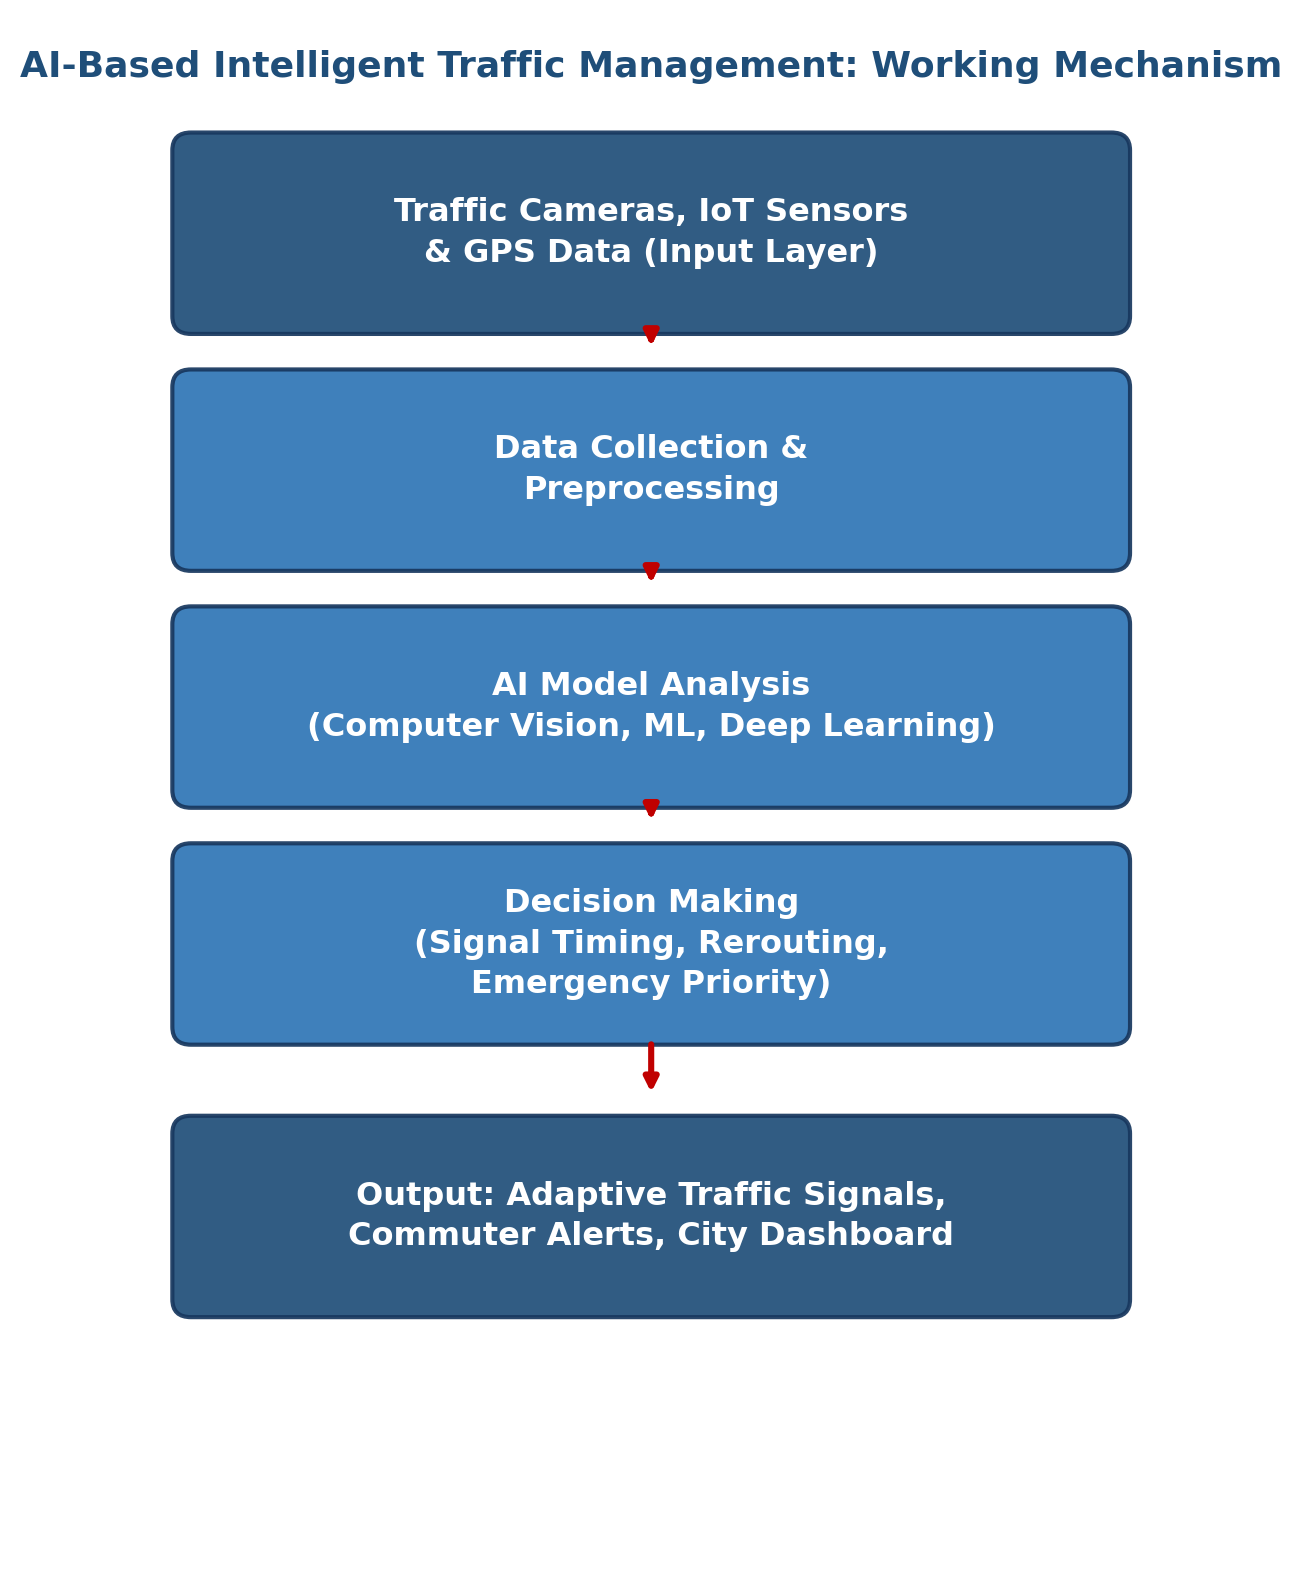 AI-Based Intelligent Traffic Management: Working Mechanism
Traffic Cameras, IoT Sensors
& GPS Data (Input Layer)
Data Collection &
Preprocessing
AI Model Analysis
(Computer Vision, ML, Deep Learning)
Decision Making
(Signal Timing, Rerouting,
Emergency Priority)
Output: Adaptive Traffic Signals,
Commuter Alerts, City Dashboard